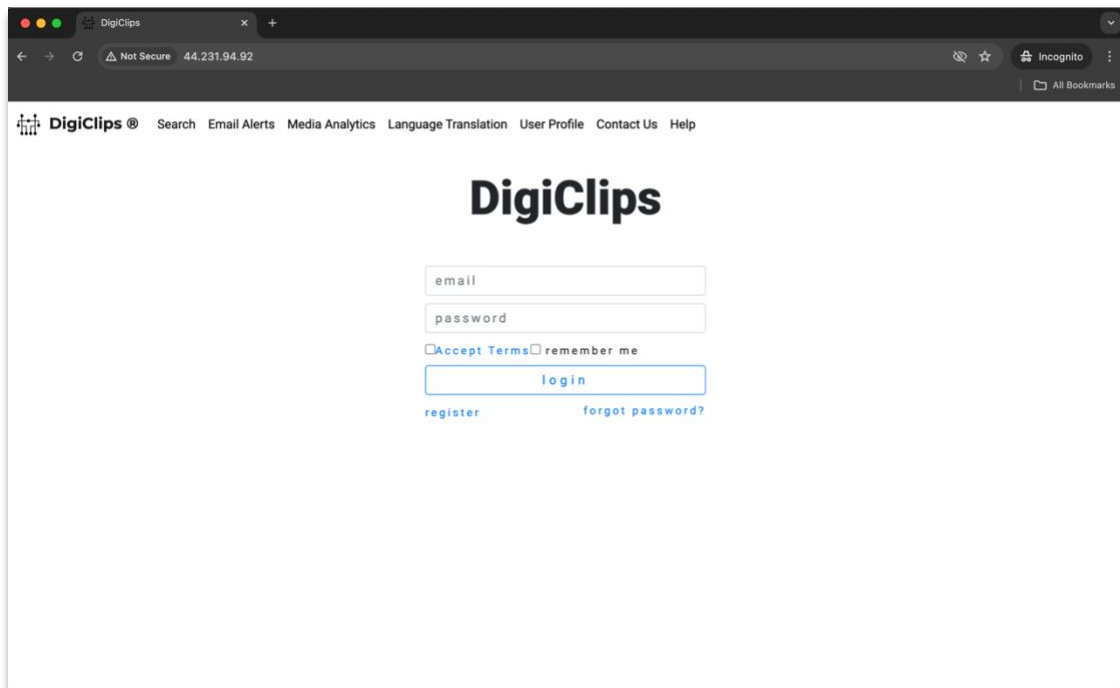 DigiClips
Not Secure 44.231.94.92
Incognito
All Bookmarks
DigiClips ® Search Email Alerts Media Analytics Language Translation User Profile Contact Us Help
DigiClips
email
password
Accept Terms remember me
login
register forgot password?